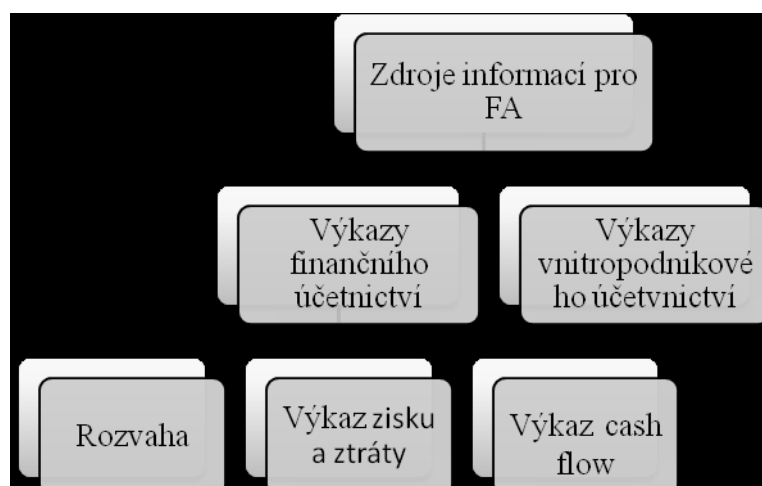 Zdroje informací pro
FA
Výkazy
finančního
účetnictví
Výkazy
vnitropodnikové
ho účetvnictví
Rozvaha
Výkaz zisku
a ztráty
Výkaz cash
flow